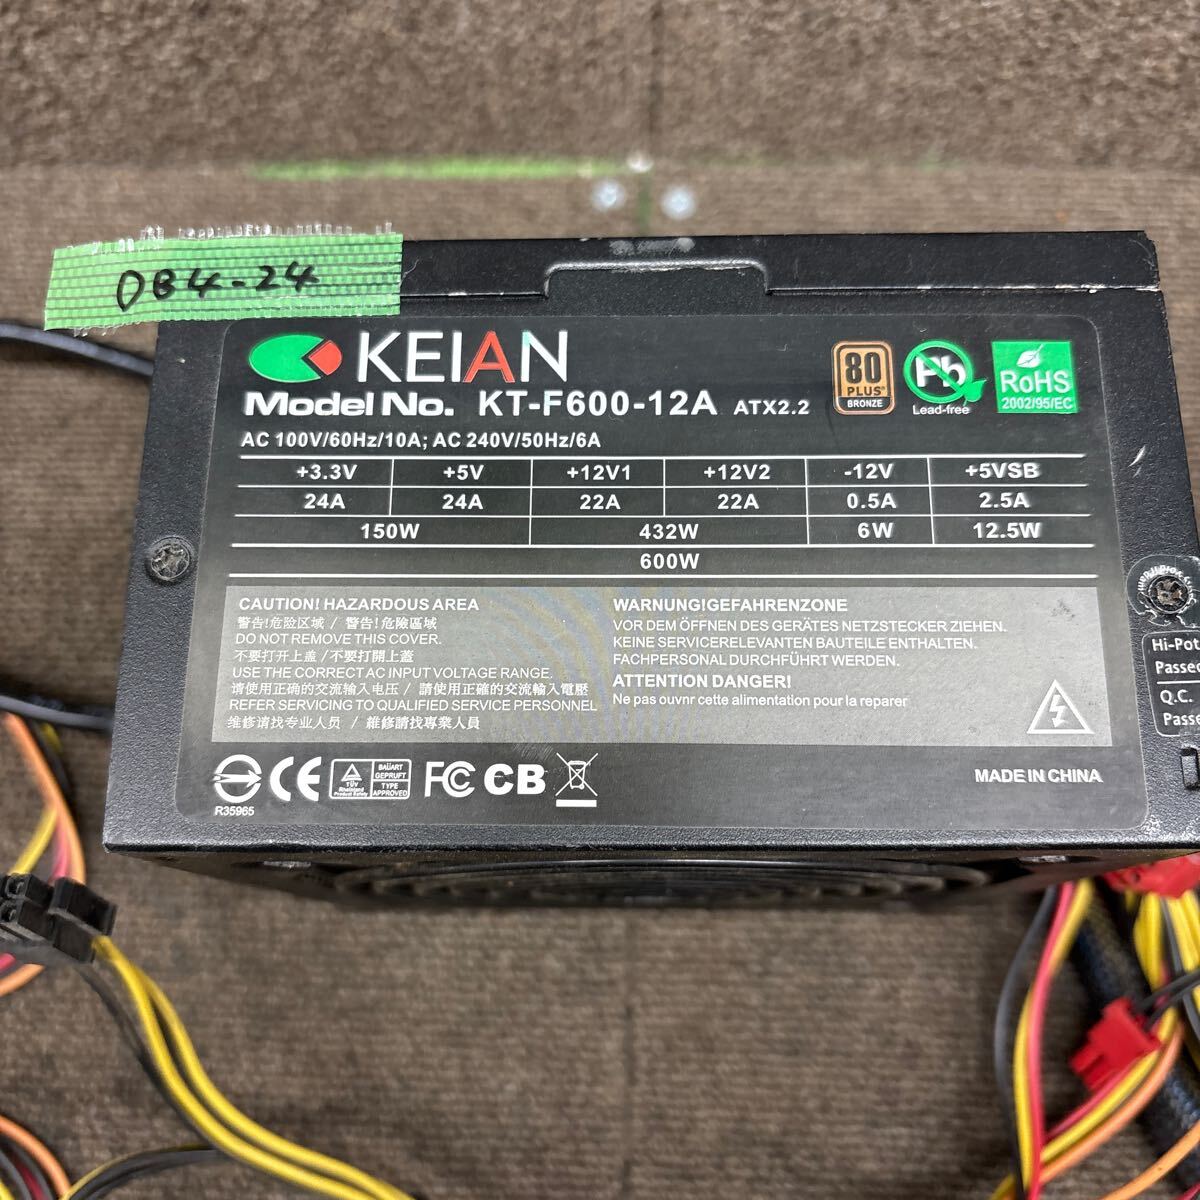 DB4-24
KEIAN
Model No. KT-F600-12A ATX2.2
80
PLUS
BRONZE
Pb
Lead-free
RoHS
2002/95/EC
AC 100V/60Hz/10A; AC 240V/50Hz/6A
+3.3V +5V +12V1 +12V2 -12V +5VSB
24A 24A 22A 22A 0.5A 2.5A
150W 432W 6W 12.5W
600W
CAUTION! HAZARDOUS AREA
警告!危险区域 / 警告!危險區域
DO NOT REMOVE THIS COVER.
不要打开上盖 /不要打開上蓋
USE THE CORRECT AC INPUT VOLTAGE RANGE.
请使用正确的交流输入电压 / 請使用正確的交流輸入電壓
REFER SERVICING TO QUALIFIED SERVICE PERSONNEL
维修请找专业人员 / 維修請找專業人員
WARNUNG!GEFAHRENZONE
VOR DEM ÖFFNEN DES GERÄTES NETZSTECKER ZIEHEN.
KEINE SERVICERELEVANTEN BAUTEILE ENTHALTEN.
FACHPERSONAL DURCHFÜHRT WERDEN.
ATTENTION DANGER!
Ne pas ouvnr cette alimentation pour la reparer
Hi-Pot
Passe
Q.C.
Passe
R35965
CE
TÜV
Rheinland
Product Safety
BAUART
GEPRUFT
TYPE
APPROVED
FC CB
MADE IN CHINA